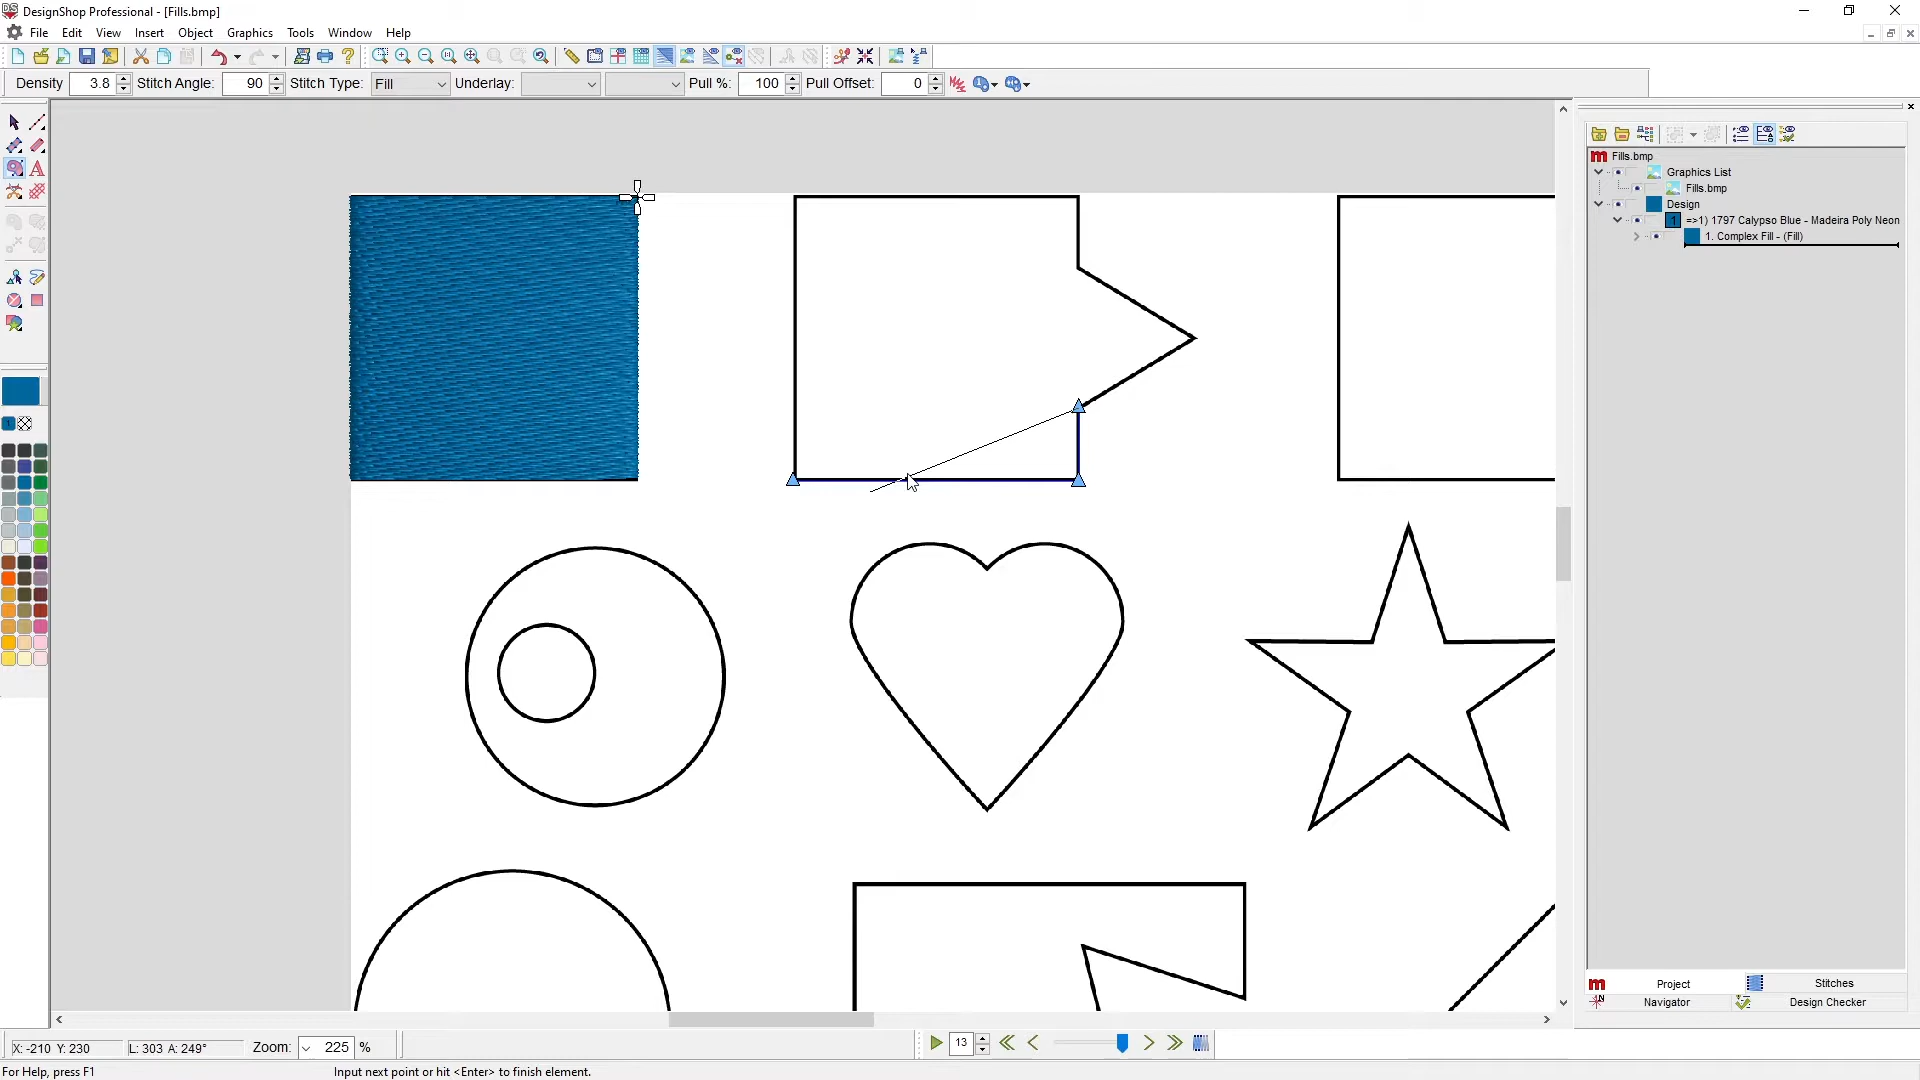 DesignShop Professional - [Fills.bmp]
File Edit View Insert Object Graphics Tools Window Help
Density 3.8 Stitch Angle: 90 Stitch Type: Fill Underlay: Pull %: 100 Pull Offset: 0
Fills.bmp
Graphics List
Fills.bmp
Design
1 =>1) 1797 Calypso Blue - Madeira Poly Neon
1. Complex Fill - (Fill)
Project Stitches
Navigator Design Checker
X: -210 Y: 230 L: 303 A: 249° Zoom: 225 % 13
For Help, press F1 Input next point or hit <Enter> to finish element.